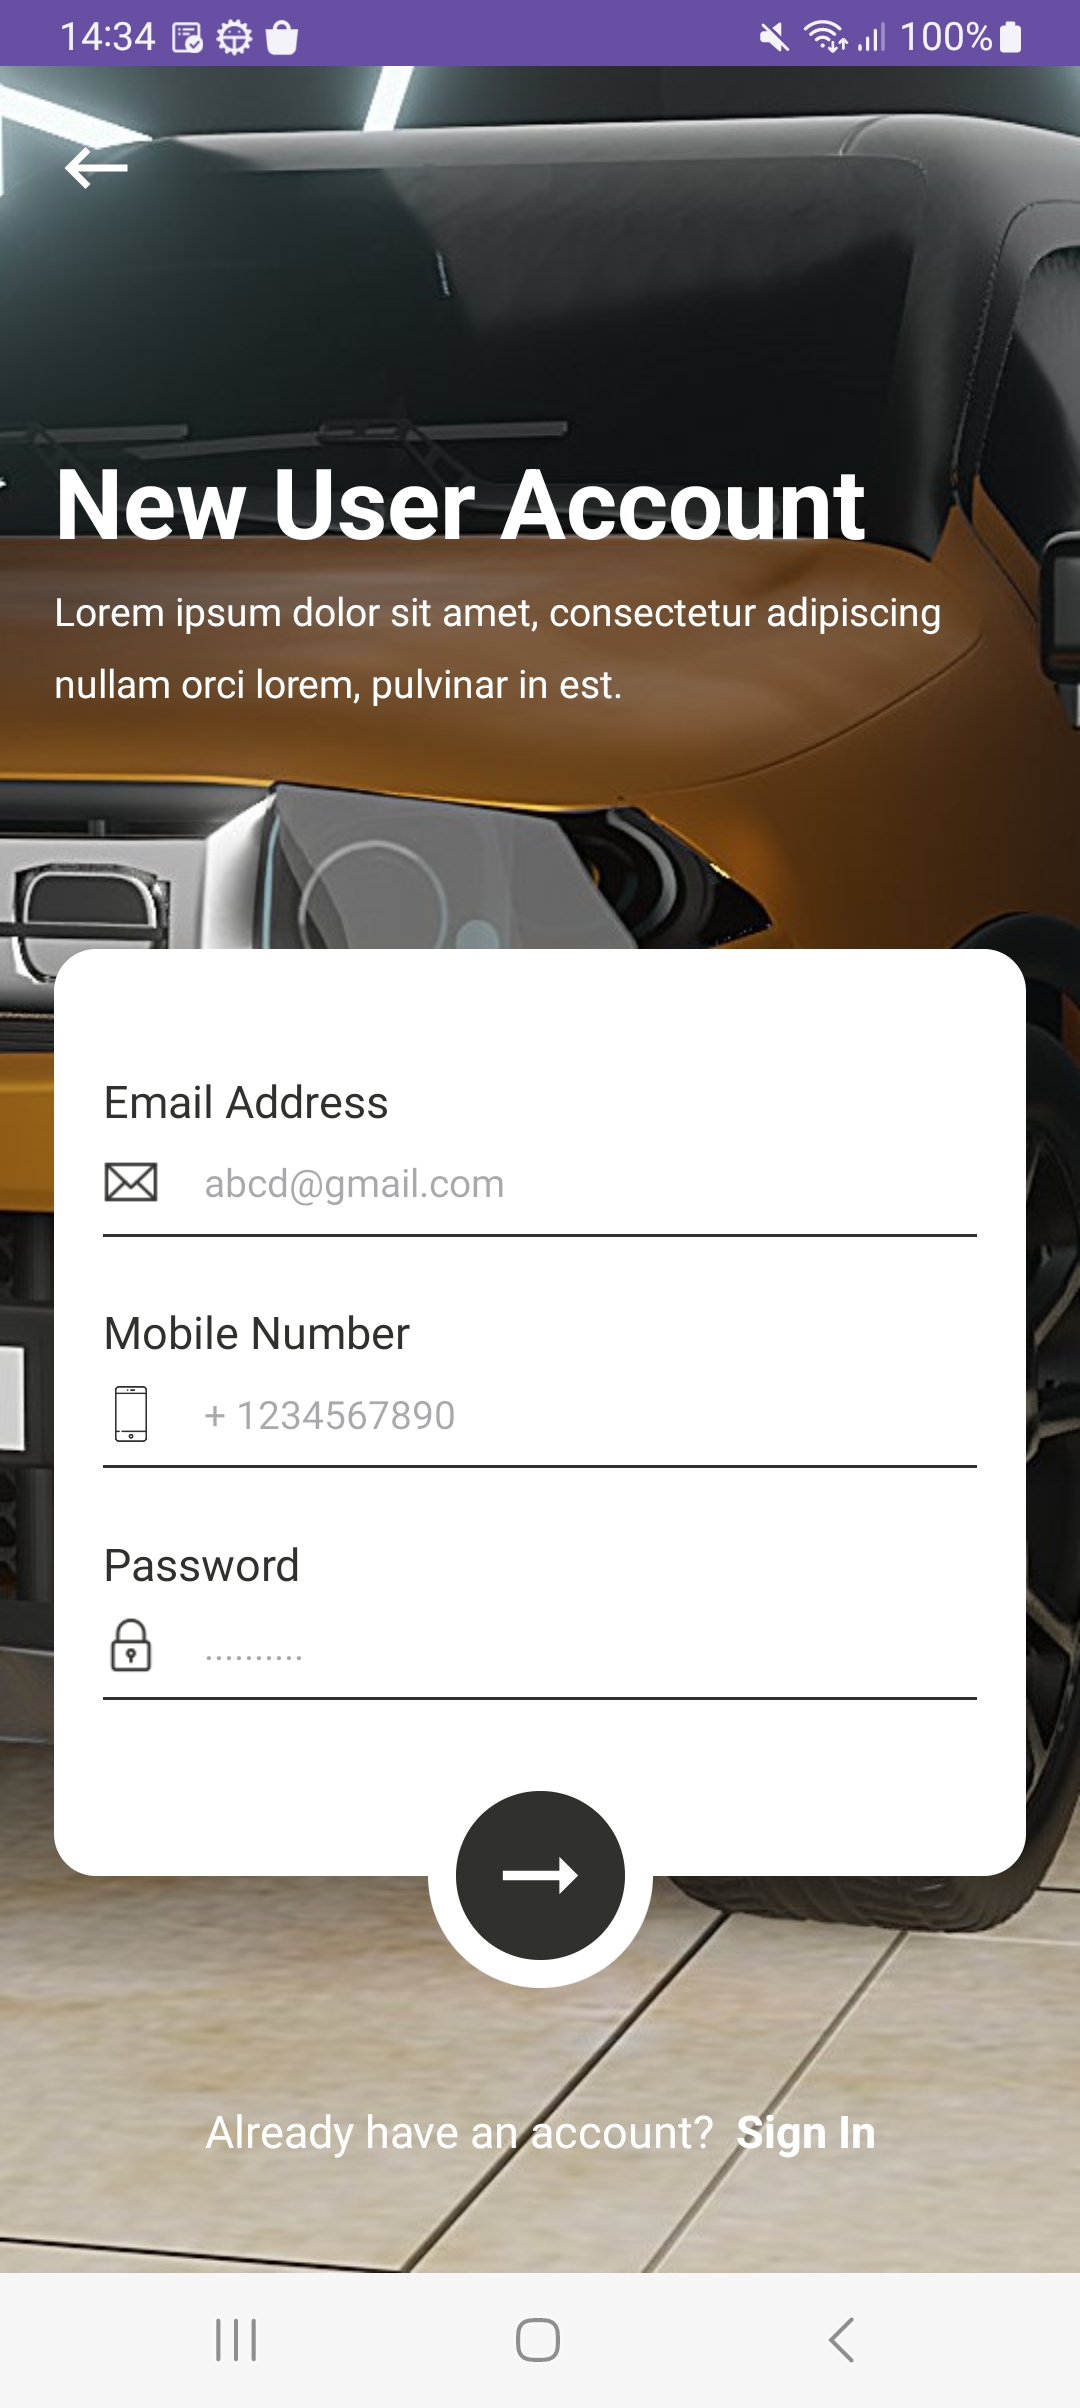 14:34
100%
New User Account
Lorem ipsum dolor sit amet, consectetur adipiscing
nullam orci lorem, pulvinar in est.
Email Address
abcd@gmail.com
Mobile Number
+ 1234567890
Password
..........
Already have an account? Sign In